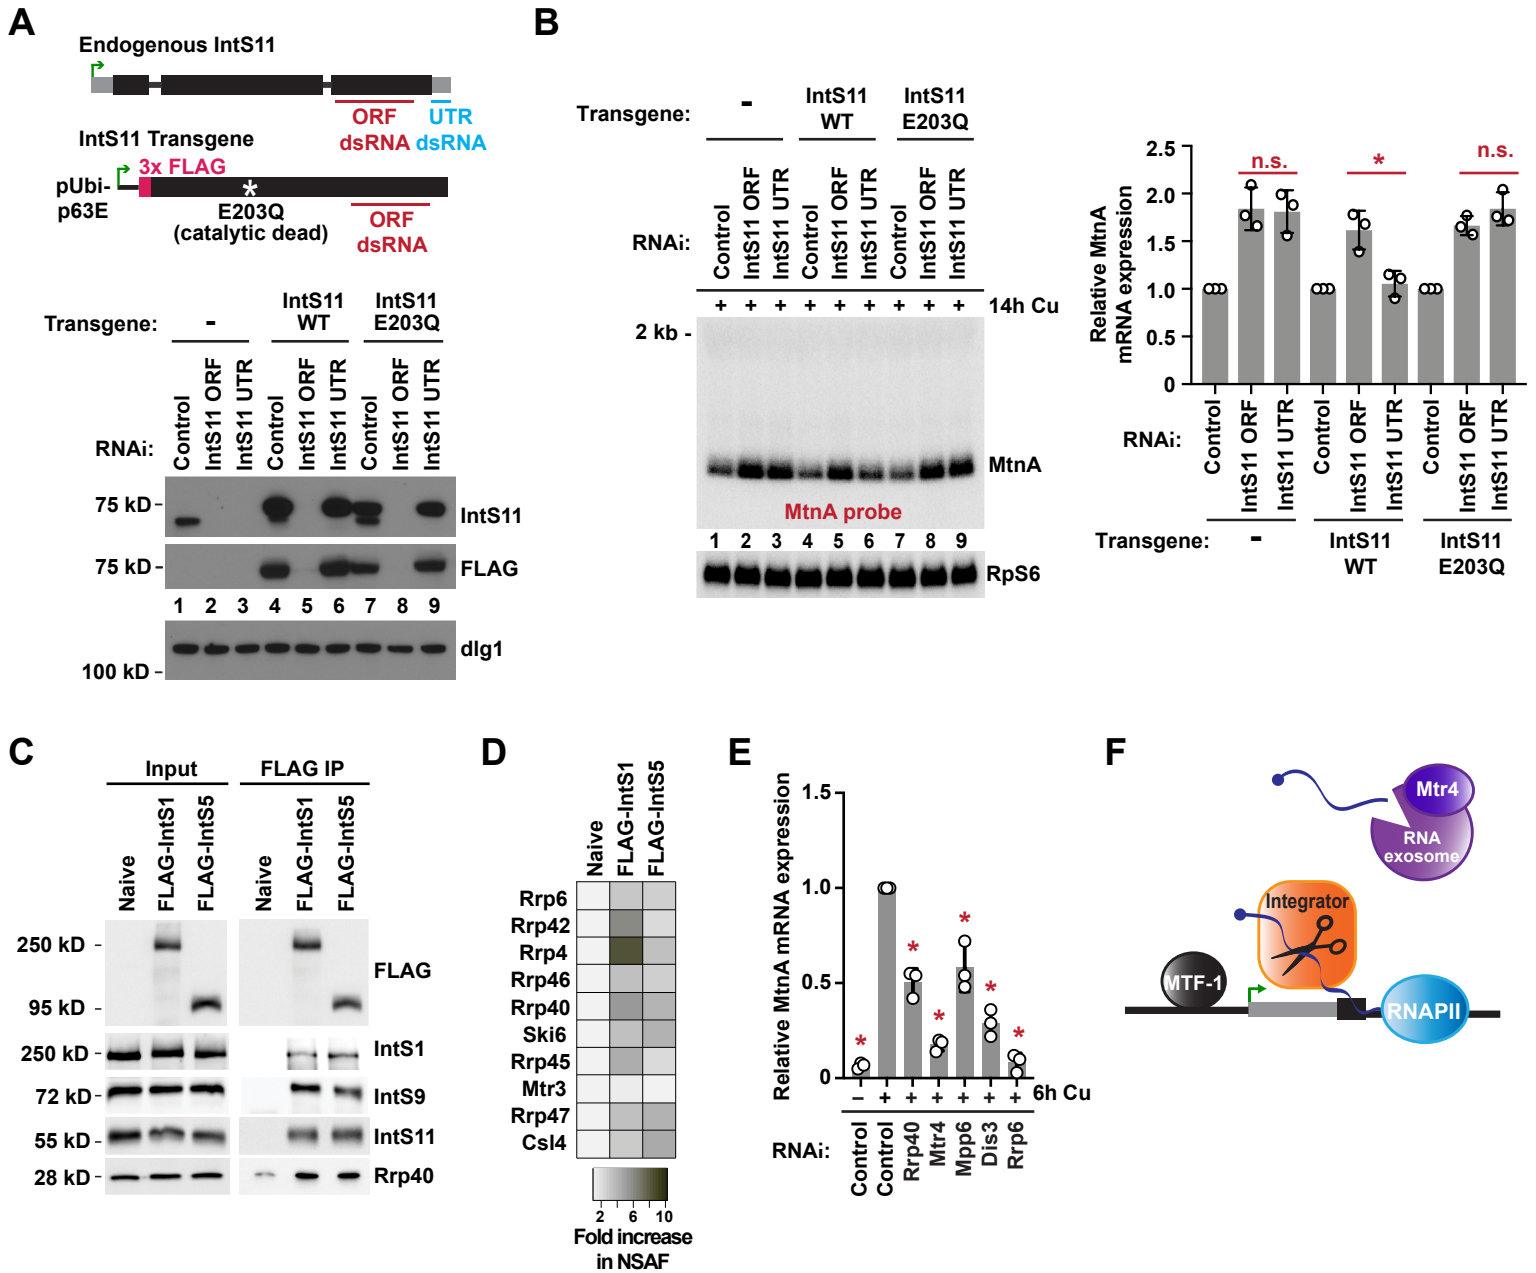 A
Endogenous IntS11
ORF
dsRNA
UTR
dsRNA
IntS11 Transgene
3x FLAG
pUbi-
p63E
*
E203Q
(catalytic dead)
ORF
dsRNA
Transgene:
-
IntS11
WT
IntS11
E203Q
RNAi:
Control
IntS11 ORF
IntS11 UTR
Control
IntS11 ORF
IntS11 UTR
Control
IntS11 ORF
IntS11 UTR
75 kD
IntS11
75 kD
FLAG
1 2 3 4 5 6 7 8 9
dlg1
100 kD
B
Transgene:
-
IntS11
WT
IntS11
E203Q
RNAi:
Control
IntS11 ORF
IntS11 UTR
Control
IntS11 ORF
IntS11 UTR
Control
IntS11 ORF
IntS11 UTR
+ + + + + + + + + 14h Cu
2 kb -
MtnA
MtnA probe
1 2 3 4 5 6 7 8 9
RpS6
Relative MtnA
mRNA expression
2.5
2.0
1.5
1.0
0.5
0
n.s.
*
n.s.
RNAi:
Control
IntS11 ORF
IntS11 UTR
Control
IntS11 ORF
IntS11 UTR
Control
IntS11 ORF
IntS11 UTR
Transgene:
-
IntS11
WT
IntS11
E203Q
C
Input
FLAG IP
Naive
FLAG-IntS1
FLAG-IntS5
Naive
FLAG-IntS1
FLAG-IntS5
250 kD
FLAG
95 kD
250 kD
IntS1
72 kD
IntS9
55 kD
IntS11
28 kD
Rrp40
D
Naive
FLAG-IntS1
FLAG-IntS5
Rrp6
Rrp42
Rrp4
Rrp46
Rrp40
Ski6
Rrp45
Mtr3
Rrp47
Csl4
2 6 10
Fold increase
in NSAF
E
Relative MtnA mRNA expression
1.5
1.0
0.5
0
* * * * * *
– + + + + + + 6h Cu
RNAi:
Control
Control
Rrp40
Mtr4
Mpp6
Dis3
Rrp6
F
Mtr4
RNA
exosome
Integrator
MTF-1
RNAPII